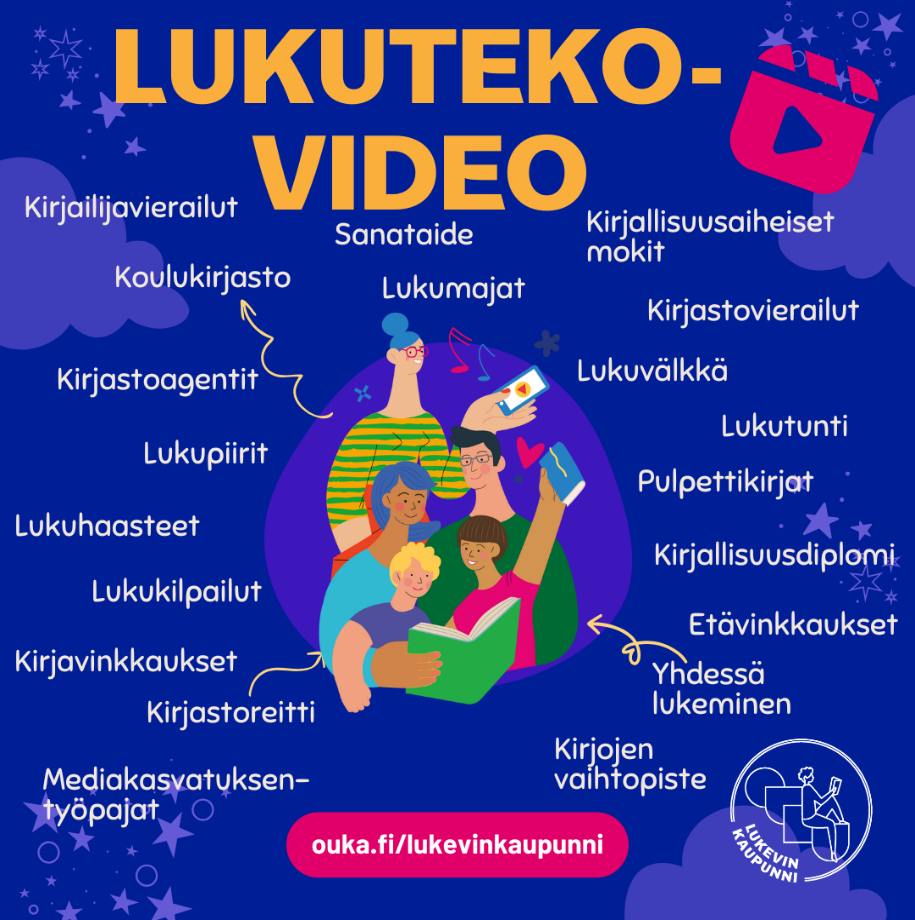 LUKUTEKO-
VIDEO
Kirjailijavierailut
Sanataide
Kirjallisuusaiheiset
mokit
Koulukirjasto
Lukumajat
Kirjastovierailut
Kirjastoagentit
Lukuvälkkä
Lukutunti
Lukupiirit
Pulpettikirjat
Lukuhaasteet
Kirjallisuusdiplomi
Lukukilpailut
Etävinkkaukset
Kirjavinkkaukset
Yhdessä
lukeminen
Kirjastoreitti
Kirjojen
vaihtopiste
Mediakasvatuksen-
työpajat
ouka.fi/lukevinkaupunni
LUKEVIN
KAUPUNNI